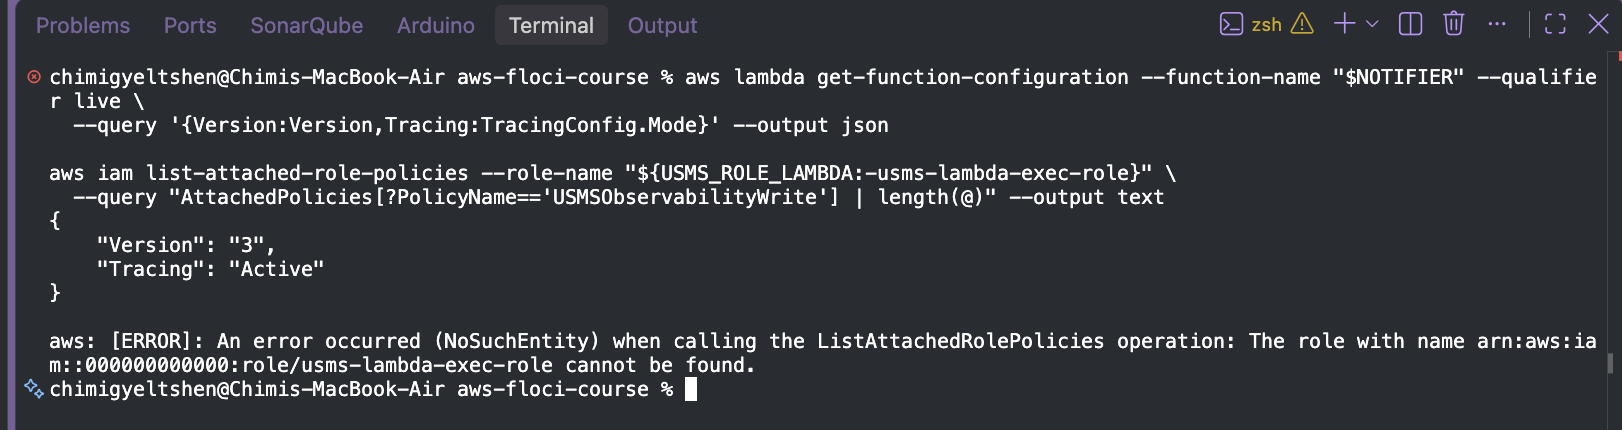 Problems Ports SonarQube Arduino Terminal Output zsh
chimigyeltshen@Chimis-MacBook-Air aws-floci-course % aws lambda get-function-configuration --function-name "$NOTIFIER" --qualifie
r live \
  --query '{Version:Version,Tracing:TracingConfig.Mode}' --output json
aws iam list-attached-role-policies --role-name "${USMS_ROLE_LAMBDA:-usms-lambda-exec-role}" \
  --query "AttachedPolicies[?PolicyName=='USMSObservabilityWrite'] | length(@)" --output text
{
    "Version": "3",
    "Tracing": "Active"
}
aws: [ERROR]: An error occurred (NoSuchEntity) when calling the ListAttachedRolePolicies operation: The role with name arn:aws:ia
m::000000000000:role/usms-lambda-exec-role cannot be found.
chimigyeltshen@Chimis-MacBook-Air aws-floci-course %